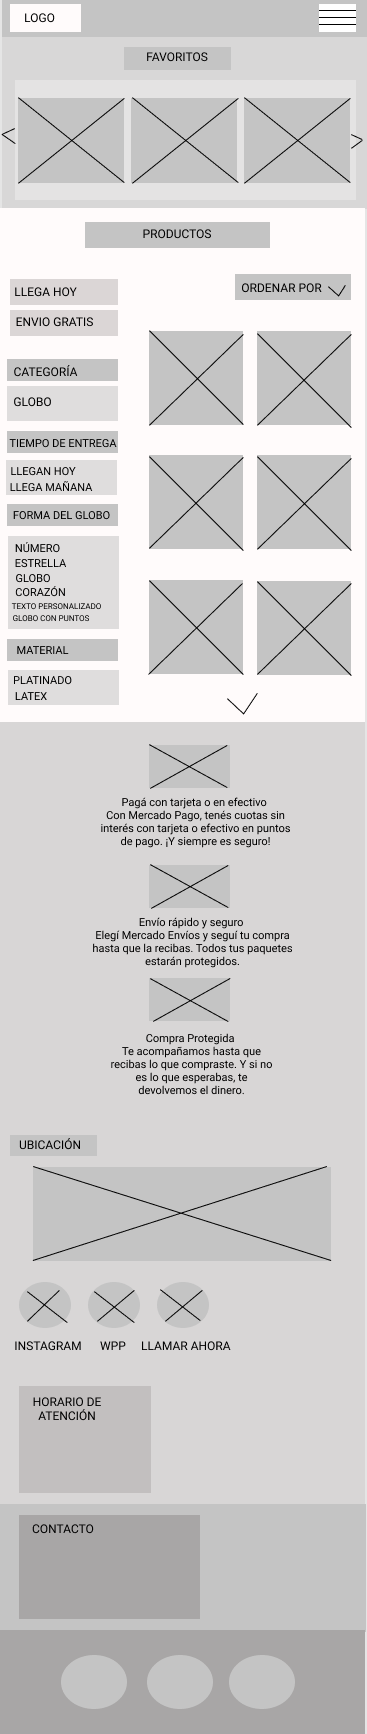 LOGO
FAVORITOS
PRODUCTOS
LLEGA HOY
ORDENAR POR
ENVIO GRATIS
CATEGORÍA
GLOBO
TIEMPO DE ENTREGA
LLEGAN HOY
LLEGA MAÑANA
FORMA DEL GLOBO
NÚMERO
ESTRELLA
GLOBO
CORAZÓN
TEXTO PERSONALIZADO
GLOBO CON PUNTOS
MATERIAL
PLATINADO
LATEX
Pagá con tarjeta o en efectivo
Con Mercado Pago, tenés cuotas sin
interés con tarjeta o efectivo en puntos
de pago. ¡Y siempre es seguro!
Envío rápido y seguro
Elegí Mercado Envíos y seguí tu compra
hasta que la recibas. Todos tus paquetes
estarán protegidos.
Compra Protegida
Te acompañamos hasta que
recibas lo que compraste. Y si no
es lo que esperabas, te
devolvemos el dinero.
UBICACIÓN
INSTAGRAM WPP LLAMAR AHORA
HORARIO DE
ATENCIÓN
CONTACTO